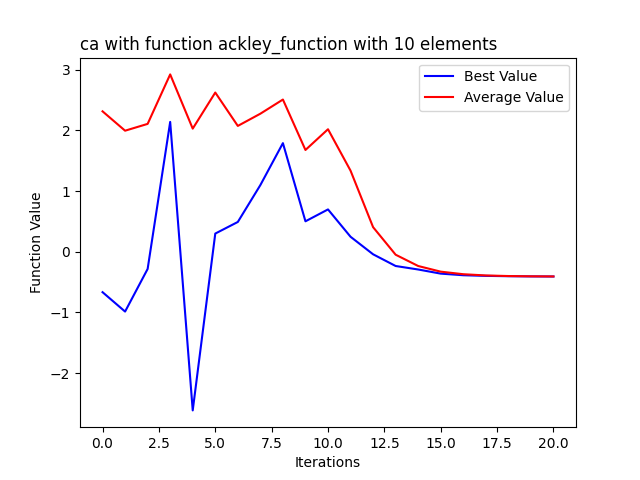 ca with function ackley_function with 10 elements
Best Value
Average Value
3
2
1
0
−1
−2
Function Value
0.0 2.5 5.0 7.5 10.0 12.5 15.0 17.5 20.0
Iterations